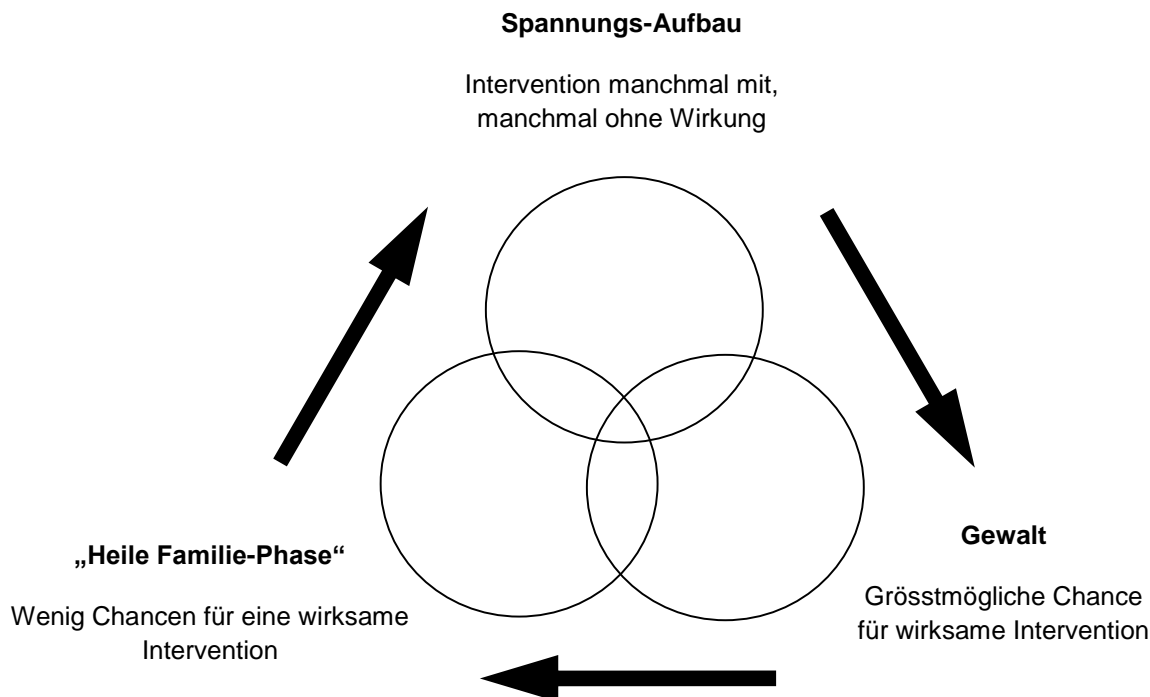 Spannungs-Aufbau
Intervention manchmal mit,
manchmal ohne Wirkung
Gewalt
Grösstmögliche Chance
für wirksame Intervention
„Heile Familie-Phase“
Wenig Chancen für eine wirksame
Intervention